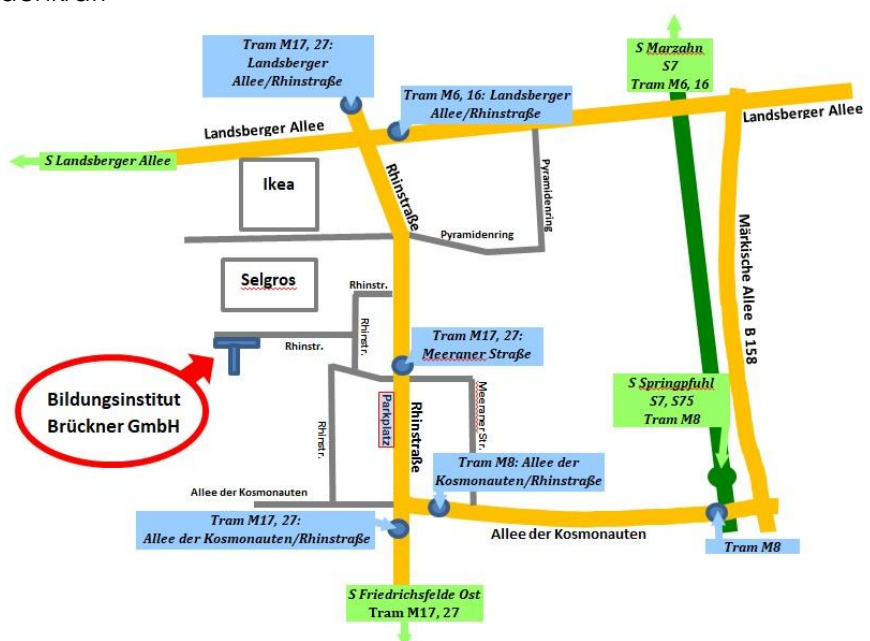 Tram M17, 27:
Landsberger
Allee/Rhinstraße
S Marzahn
S7
Tram M6, 16
Tram M6, 16: Landsberger
Allee/Rhinstraße
Landsberger Allee
Landsberger Allee
S Landsberger Allee
Ikea
Rhinstraße
Pyramidenring
Pyramidenring
Märkische Allee B 158
Selgros
Rhinstr.
Rhinstr.
Rhinstr.
Tram M17, 27:
Meeraner Straße
Bildungsinstitut
Brückner GmbH
S Springpfuhl
S7, S75
Tram M8
Parkplatz
Rhinstraße
Meeraner Str.
Rhinstr.
Tram M8: Allee der
Kosmonauten/Rhinstraße
Allee der Kosmonauten
Tram M17, 27:
Allee der Kosmonauten/Rhinstraße
Allee der Kosmonauten
Tram M8
S Friedrichsfelde Ost
Tram M17, 27